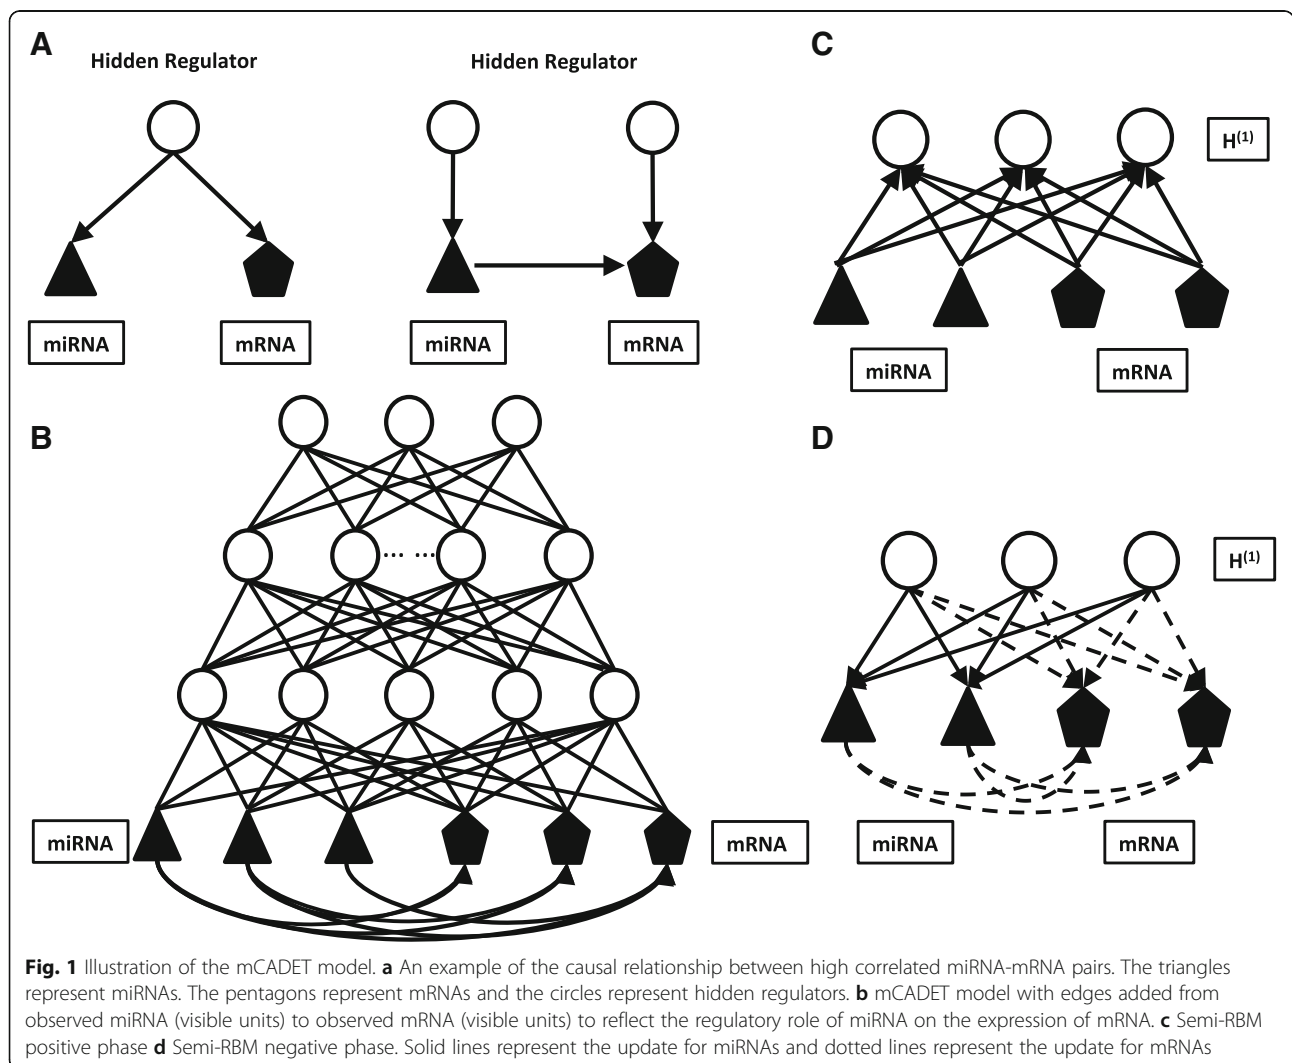 A
Hidden Regulator
Hidden Regulator
miRNA
mRNA
miRNA
mRNA
B
... ...
miRNA
mRNA
C
H(1)
miRNA
mRNA
D
H(1)
miRNA
mRNA
Fig. 1 Illustration of the mCADET model. a An example of the causal relationship between high correlated miRNA-mRNA pairs. The triangles
represent miRNAs. The pentagons represent mRNAs and the circles represent hidden regulators. b mCADET model with edges added from
observed miRNA (visible units) to observed mRNA (visible units) to reflect the regulatory role of miRNA on the expression of mRNA. c Semi-RBM
positive phase d Semi-RBM negative phase. Solid lines represent the update for miRNAs and dotted lines represent the update for mRNAs